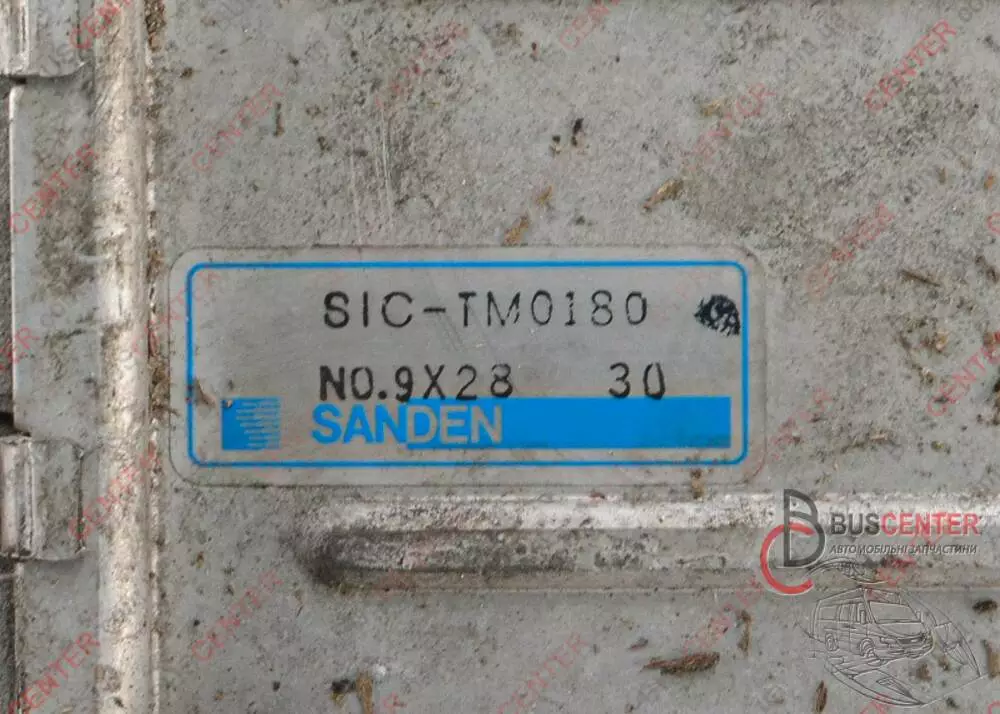 SIC-TM0180
NO.9X28 30
SANDEN
BUSCENTER
АВТОМОБІЛЬНІ ЗАПЧАСТИНИ